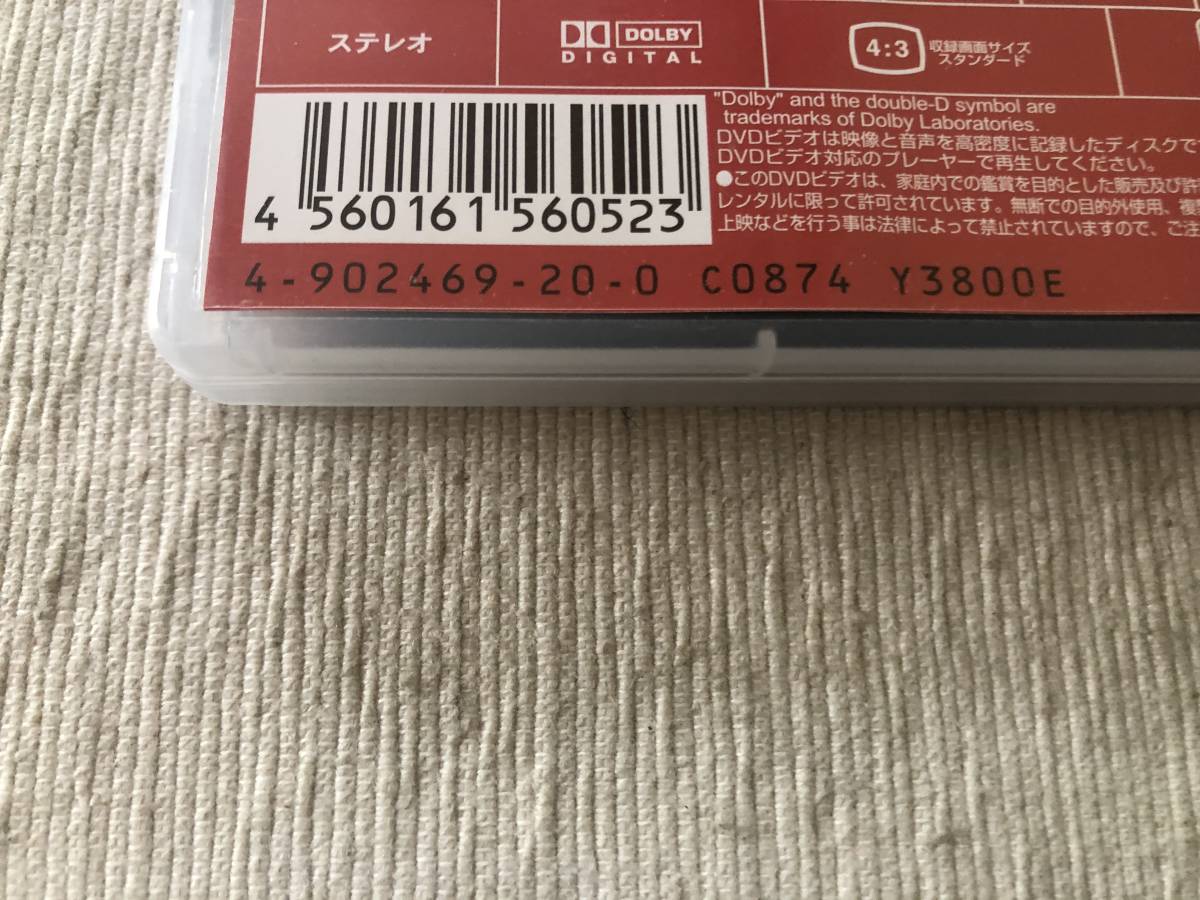 ステレオ
DOLBY
DIGITAL
4:3
収録画面サイズ
スタンダード
"Dolby" and the double-D symbol are
trademarks of Dolby Laboratories.
DVDビデオは映像と音声を高密度に記録したディスクで
DVDビデオ対応のプレーヤーで再生してください。
●このDVDビデオは、家庭内での鑑賞を目的とした販売及び許
レンタルに限って許可されています。無断での目的外使用、複
上映などを行う事は法律によって禁止されていますので、ご注
4 560161 560523
4-902469-20-0 C0874 Y3800E